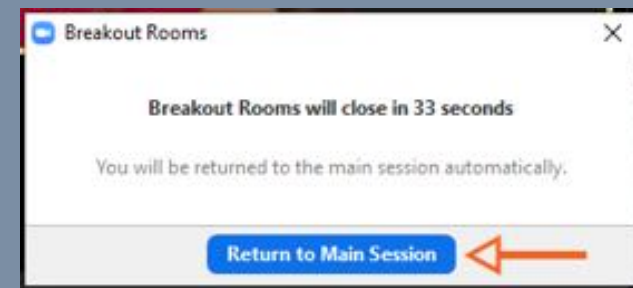 Breakout Rooms
Breakout Rooms will close in 33 seconds
You will be returned to the main session automatically.
Return to Main Session